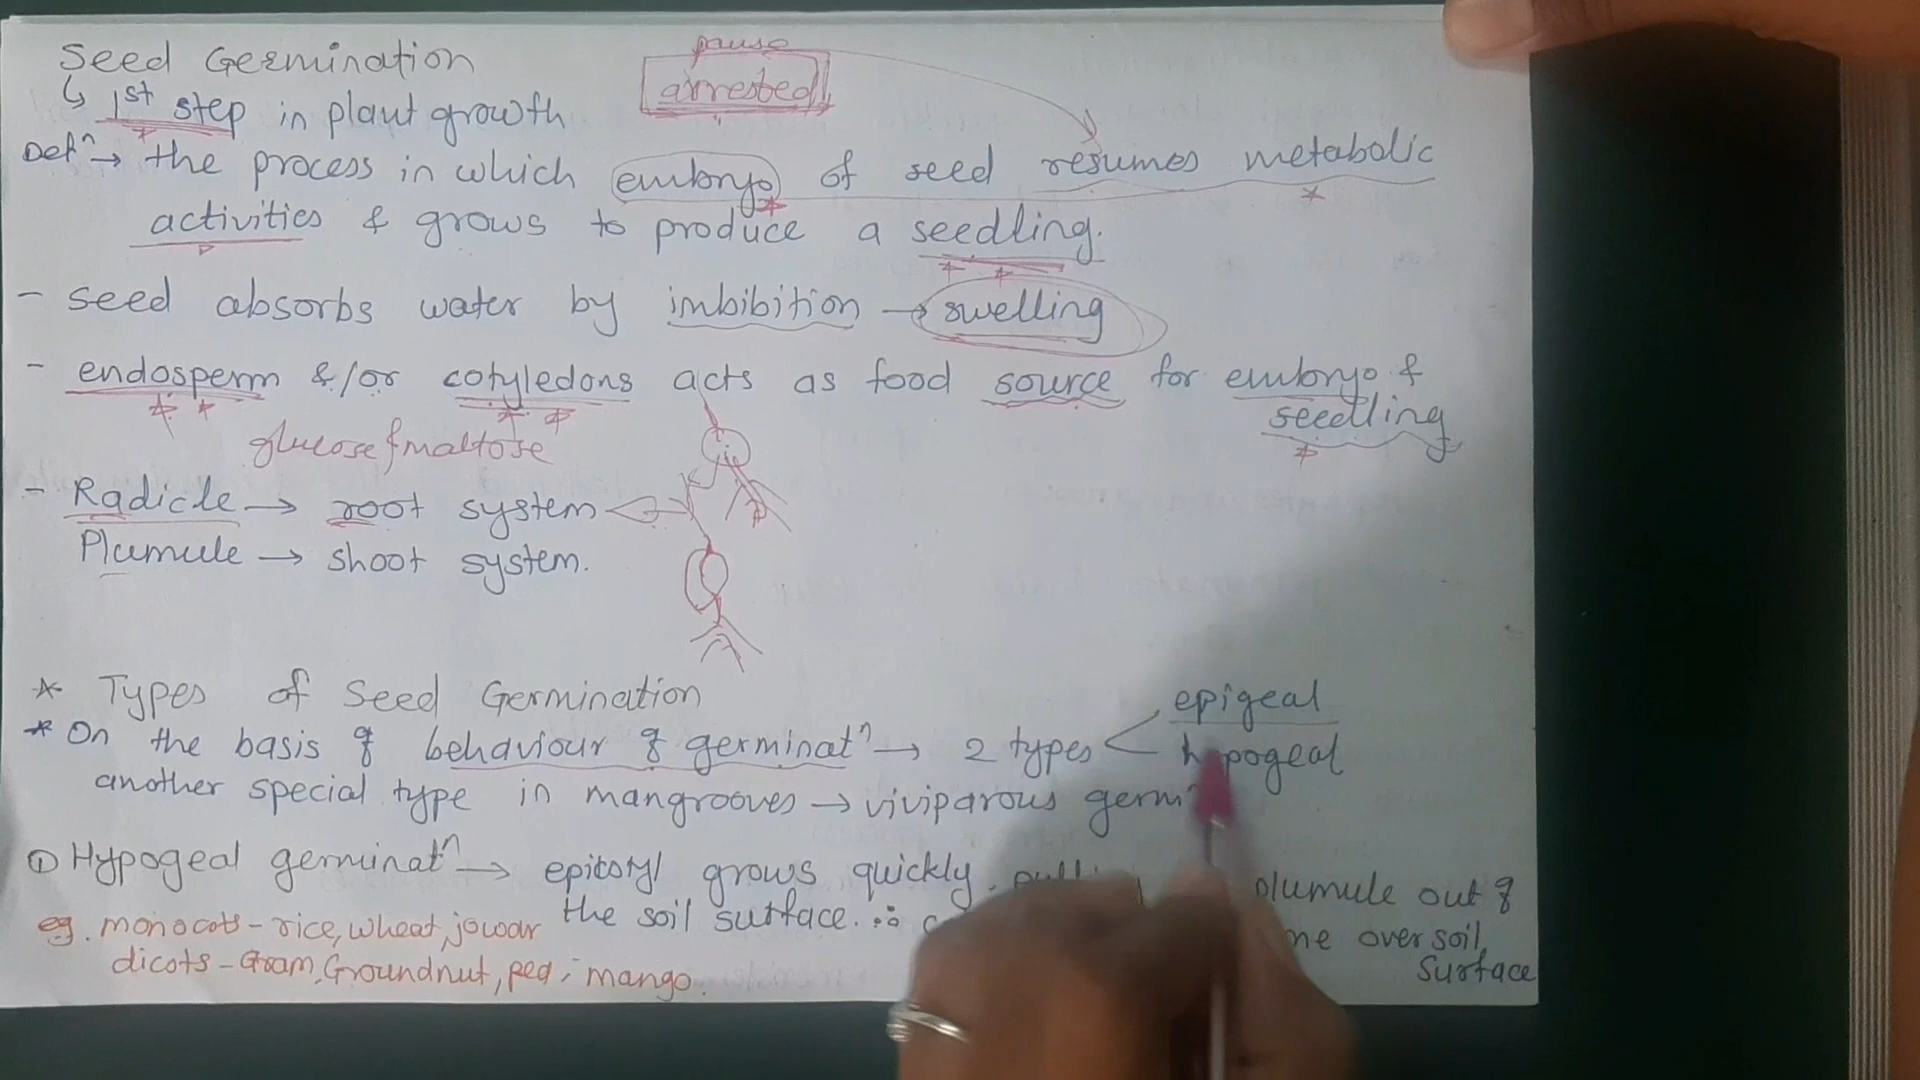 Seed Germination
pause
arrested
↳ 1st step in plant growth
Defⁿ → the process in which embryo of seed resumes metabolic
activities & grows to produce a seedling.
- seed absorbs water by imbibition → swelling
- endosperm &/or cotyledons acts as food source for embryo &
seedling
glucose & maltose
- Radicle → root system
Plumule → shoot system.
* Types of Seed Germination
* On the basis of behaviour of germinatⁿ → 2 types < epigeal
hypogeal
another special type in mangrooves → viviparous germi
① Hypogeal germinatⁿ → epicotyl grows quickly plumule out of
the soil surface. ∴ over soil
surface
eg. monocots - rice, wheat, jowar
dicots - Gram, Groundnut, pea, mango.